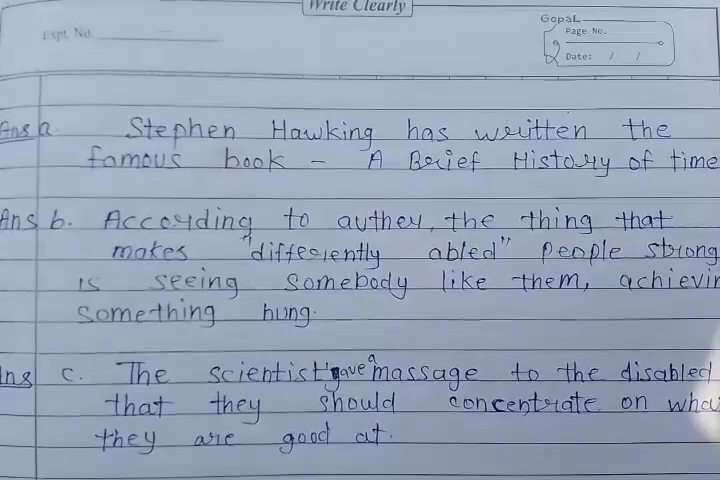 Write Clearly
Expt. No.
Gopal
Page No.
Date: / /
Ans a. Stephen Hawking has written the
famous book - A Brief History of time
Ans b. According to auther, the thing that
makes "differently abled" people strong
is seeing somebody like them, achievin
something hung.
Ans c. The scientist gave a massage to the disabled
that they should concentrate on wha
they are good at.